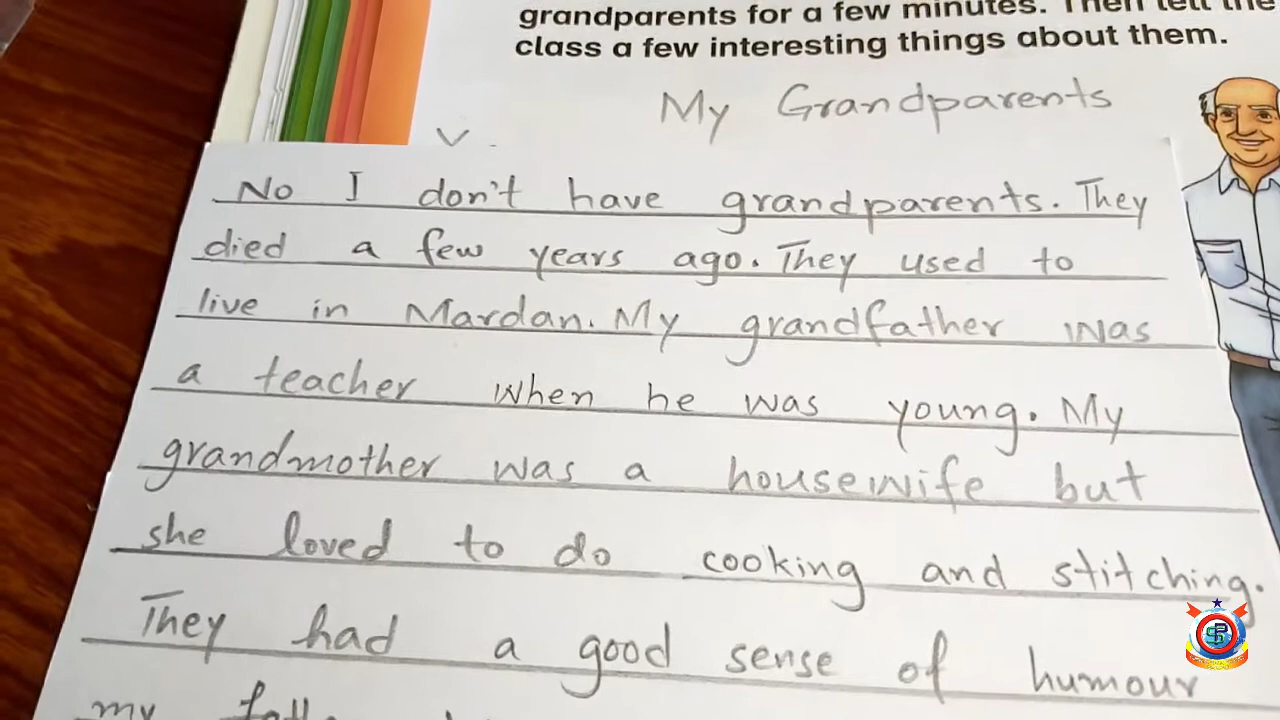 grandparents for a few minutes. Then tell the
class a few interesting things about them.
My Grandparents
No I don't have grandparents. They
died a few years ago. They used to
live in Mardan. My grandfather was
a teacher when he was young. My
grandmother was a housewife but
she loved to do cooking and stitching.
They had a good sense of humour
my